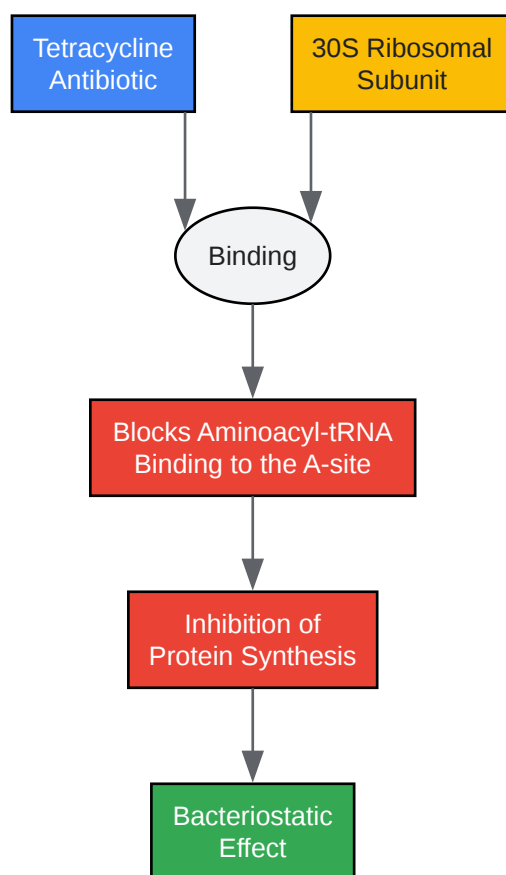 Tetracycline
Antibiotic
30S Ribosomal
Subunit
Binding
Blocks Aminoacyl-tRNA
Binding to the A-site
Inhibition of
Protein Synthesis
Bacteriostatic
Effect